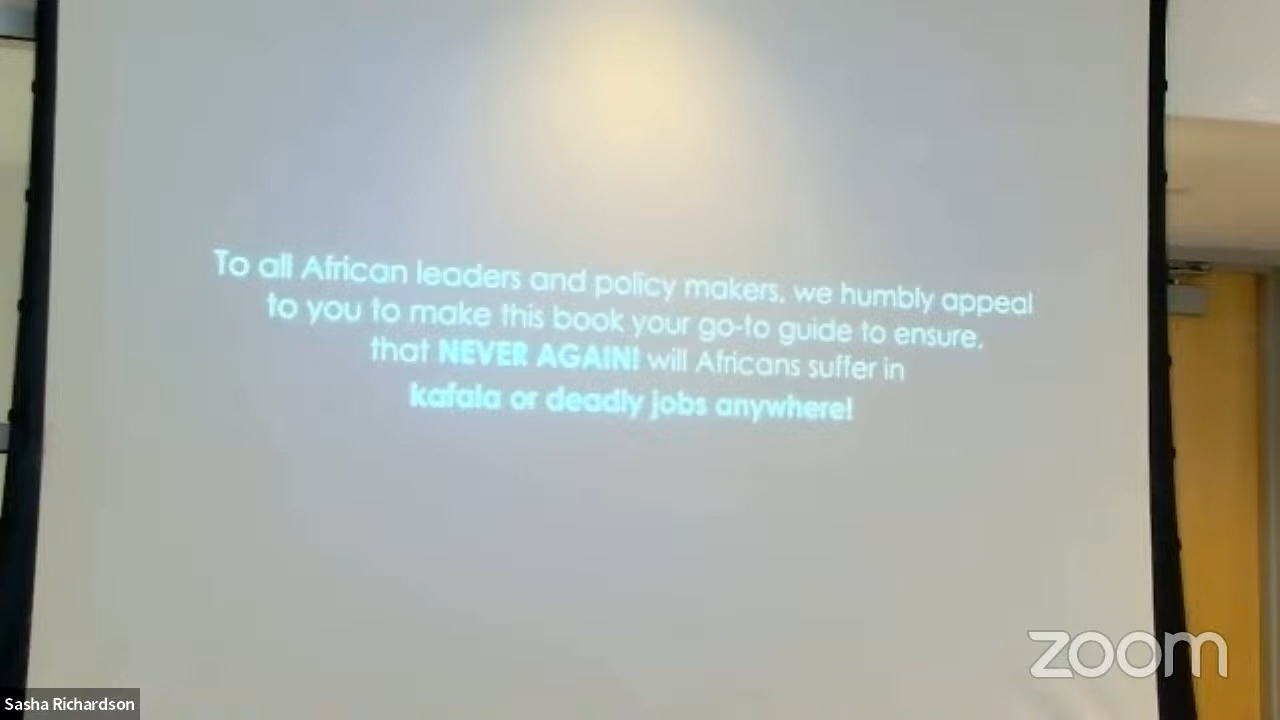 To all African leaders and policy makers, we humbly appeal
to you to make this book your go-to guide to ensure,
that NEVER AGAIN! will Africans suffer in
kafala or deadly jobs anywhere!
zoom
Sasha Richardson